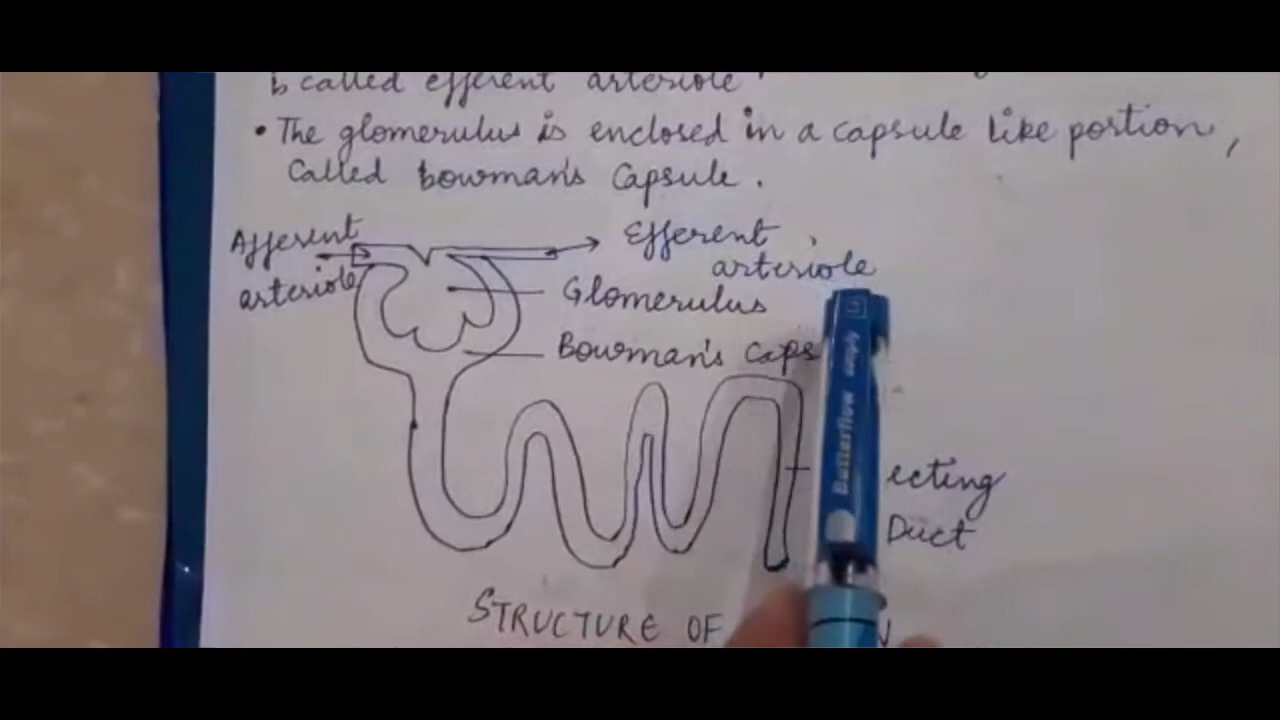 is called efferent arteriole
• The glomerulus is enclosed in a capsule like portion,
Called bowman's Capsule.
Afferent
arteriole
Efferent
arteriole
Glomerulus
Bowman's Caps
ecting
Duct
STRUCTURE OF
N
Butterflow